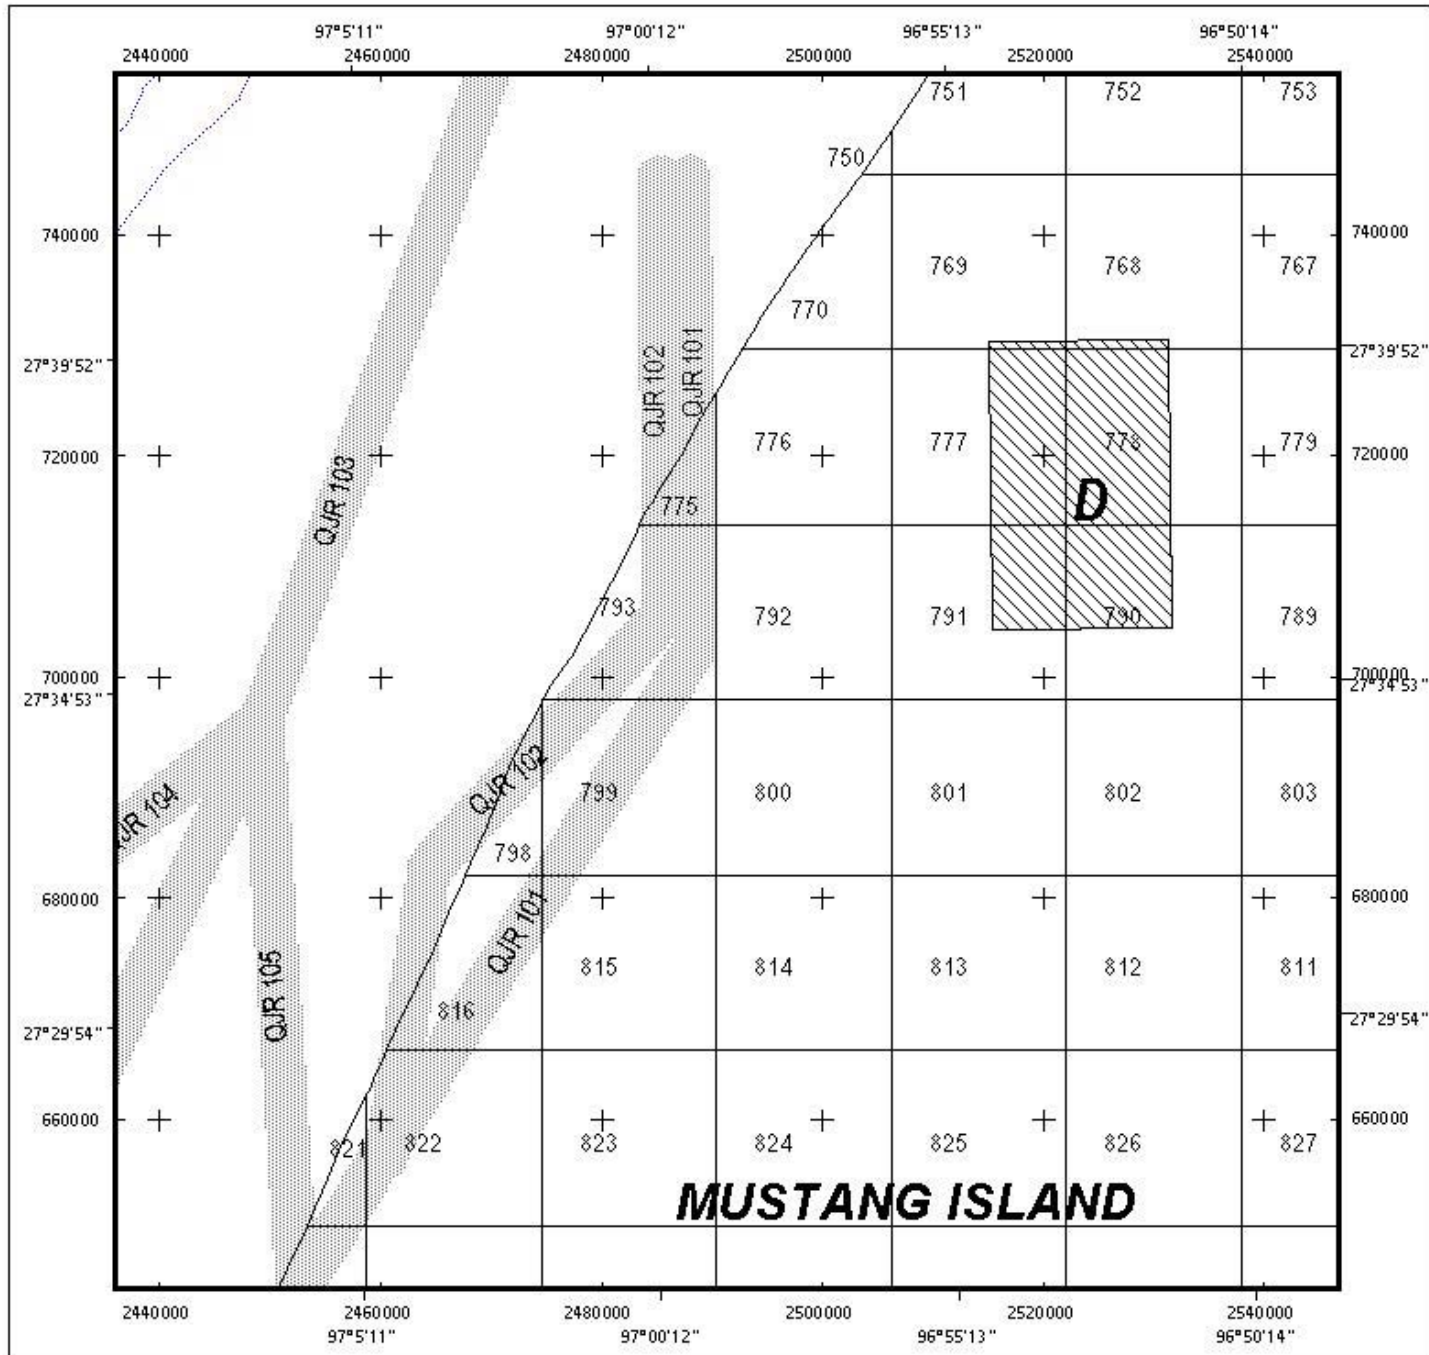 97°5'11" 97°00'12" 96°55'13" 96°50'14"
2440000 2460000 2480000 2500000 2520000 2540000
751 752 753
750
740000 740000
769 768 767
770
27°39'52" 27°39'52"
QJR 102 QJR 101
776 777 778 779
720000 720000
QJR 103
775 D
793
792 791 790 789
700000 700000
27°34'53" 27°34'53"
QJR 102
799 800 801 802 803
JR 104
798
680000 680000
QJR 101
815 814 813 812 811
QJR 105
816
27°29'54" 27°29'54"
660000 660000
821 822 823 824 825 826 827
MUSTANG ISLAND
2440000 2460000 2480000 2500000 2520000 2540000
97°5'11" 97°00'12" 96°55'13" 96°50'14"